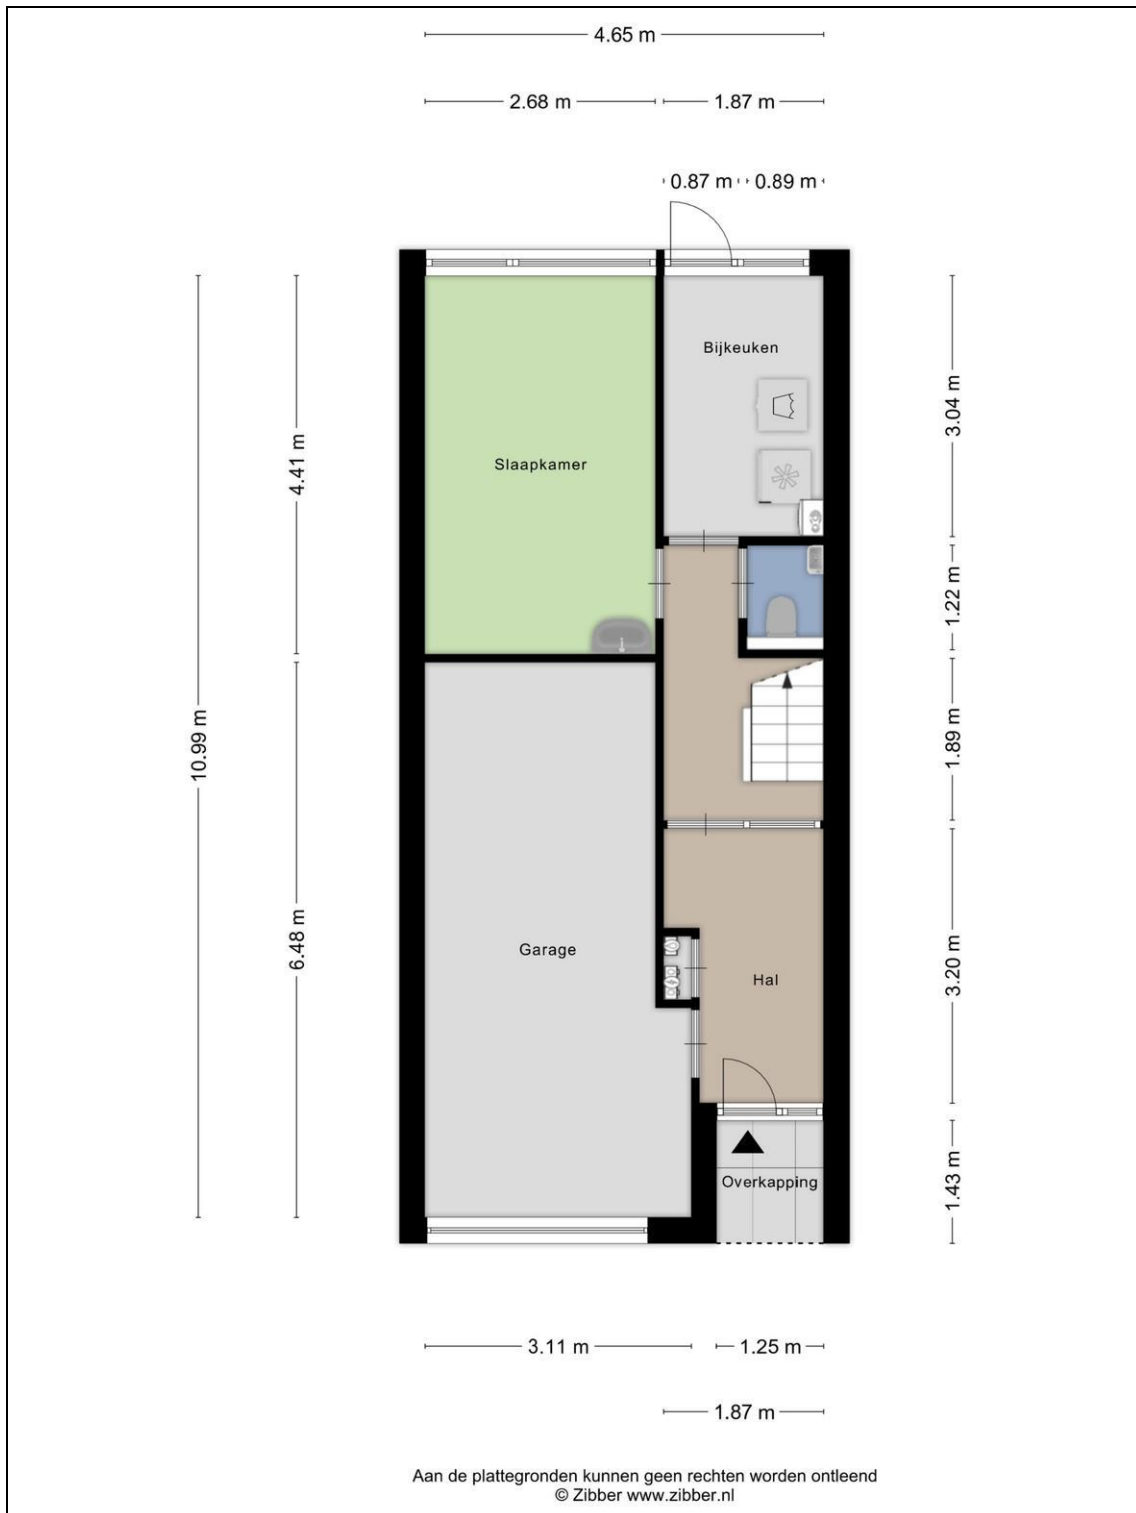 4.65 m
2.68 m
1.87 m
0.87 m
0.89 m
Bijkeuken
3.04 m
4.41 m
Slaapkamer
1.22 m
10.99 m
1.89 m
6.48 m
Garage
3.20 m
Hal
1.43 m
Overkapping
3.11 m
1.25 m
1.87 m
Aan de plattegronden kunnen geen rechten worden ontleend
© Zibber www.zibber.nl